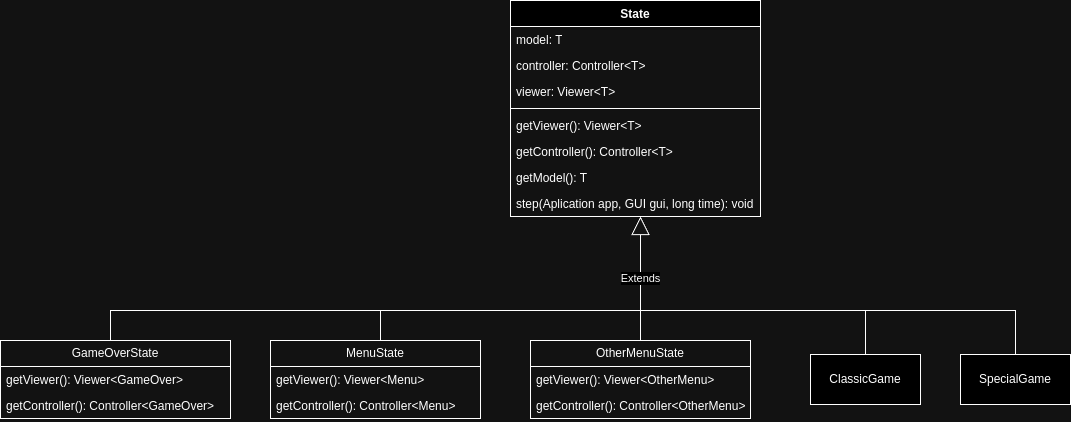 State
model: T
controller: Controller<T>
viewer: Viewer<T>
getViewer(): Viewer<T>
getController(): Controller<T>
getModel(): T
step(Aplication app, GUI gui, long time): void
Extends
GameOverState
getViewer(): Viewer<GameOver>
getController(): Controller<GameOver>
MenuState
getViewer(): Viewer<Menu>
getController(): Controller<Menu>
OtherMenuState
getViewer(): Viewer<OtherMenu>
getController(): Controller<OtherMenu>
ClassicGame
SpecialGame